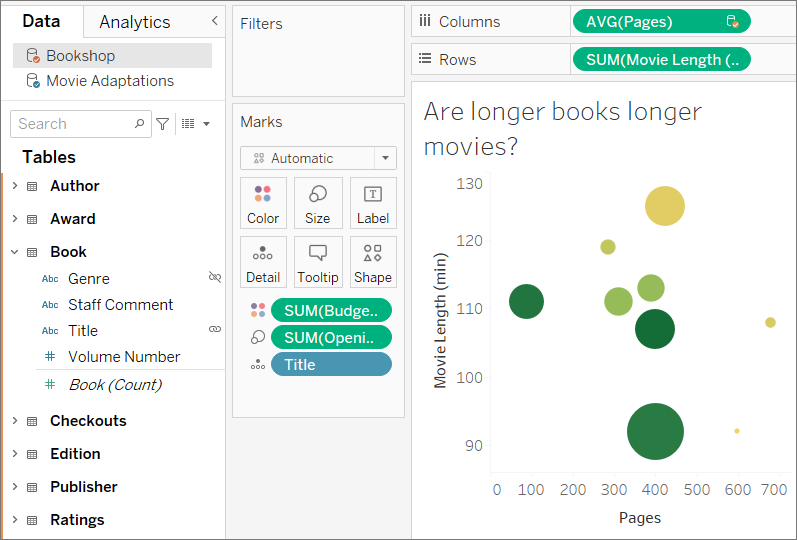 Data
Analytics
Bookshop
Movie Adaptations
Search
Tables
Author
Award
Book
Abc Genre
Abc Staff Comment
Abc Title
# Volume Number
# Book (Count)
Checkouts
Edition
Publisher
Ratings
Filters
Marks
Automatic
Color
Size
Label
Detail
Tooltip
Shape
SUM(Budge..
SUM(Openi..
Title
Columns
AVG(Pages)
Rows
SUM(Movie Length (..
Are longer books longer
movies?
Movie Length (min)
130
120
110
100
90
0 100 200 300 400 500 600 700
Pages